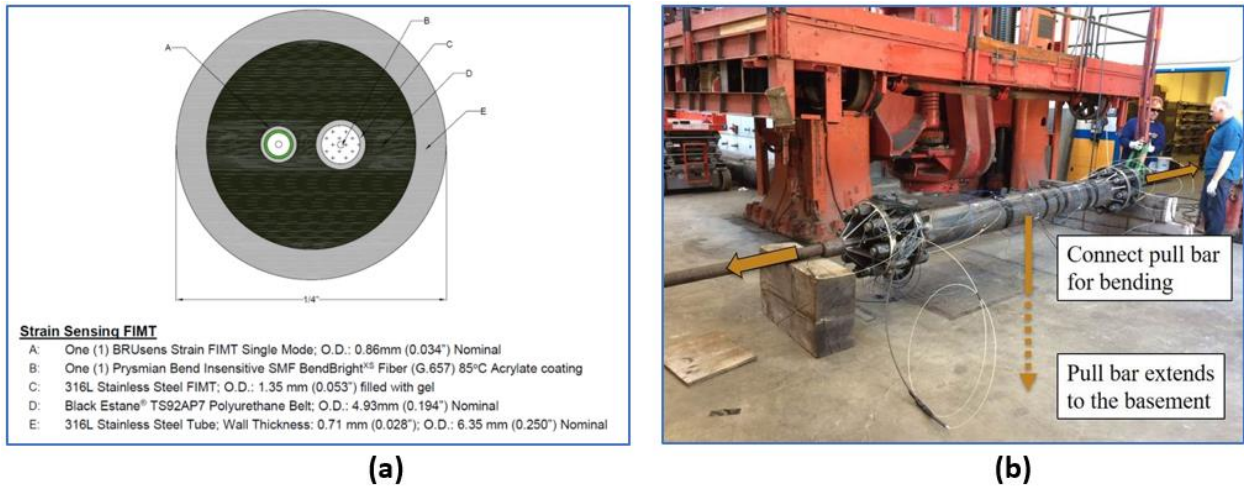 B
A
C
D
E
1/4"
Strain Sensing FIMT
A: One (1) BRUsens Strain FIMT Single Mode; O.D.: 0.86mm (0.034”) Nominal
B: One (1) Prysmian Bend Insensitive SMF BendBrightXS Fiber (G.657) 85°C Acrylate coating
C: 316L Stainless Steel FIMT; O.D.: 1.35 mm (0.053”) filled with gel
D: Black Estane® TS92AP7 Polyurethane Belt; O.D.: 4.93mm (0.194”) Nominal
E: 316L Stainless Steel Tube; Wall Thickness: 0.71 mm (0.028”); O.D.: 6.35 mm (0.250”) Nominal
(a)
Connect pull bar
for bending
Pull bar extends
to the basement
(b)